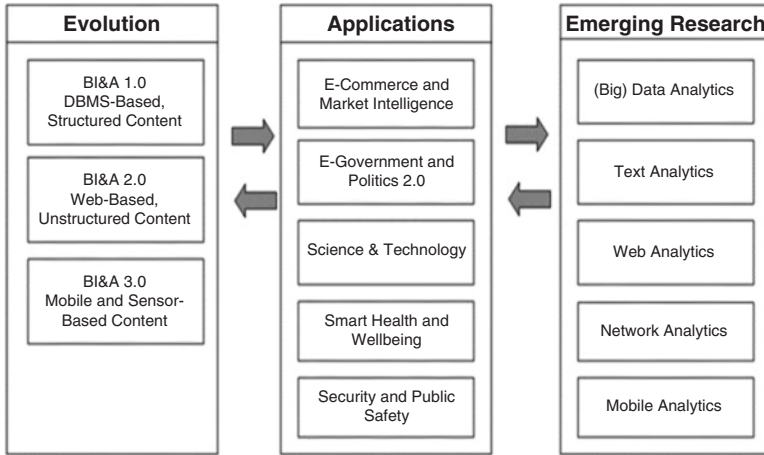 Evolution
BI&A 1.0
DBMS-Based,
Structured Content
BI&A 2.0
Web-Based,
Unstructured Content
BI&A 3.0
Mobile and Sensor-
Based Content
Applications
E-Commerce and
Market Intelligence
E-Government and
Politics 2.0
Science & Technology
Smart Health and
Wellbeing
Security and Public
Safety
Emerging Research
(Big) Data Analytics
Text Analytics
Web Analytics
Network Analytics
Mobile Analytics